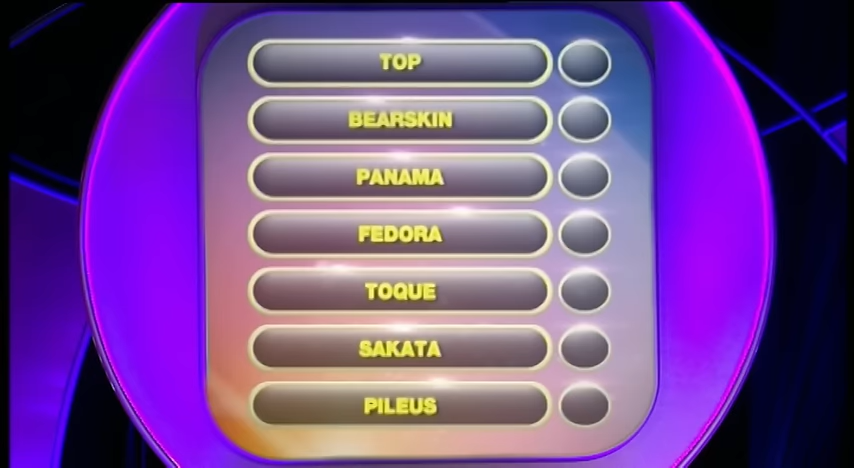 TOP
BEARSKIN
PANAMA
FEDORA
TOQUE
SAKATA
PILEUS